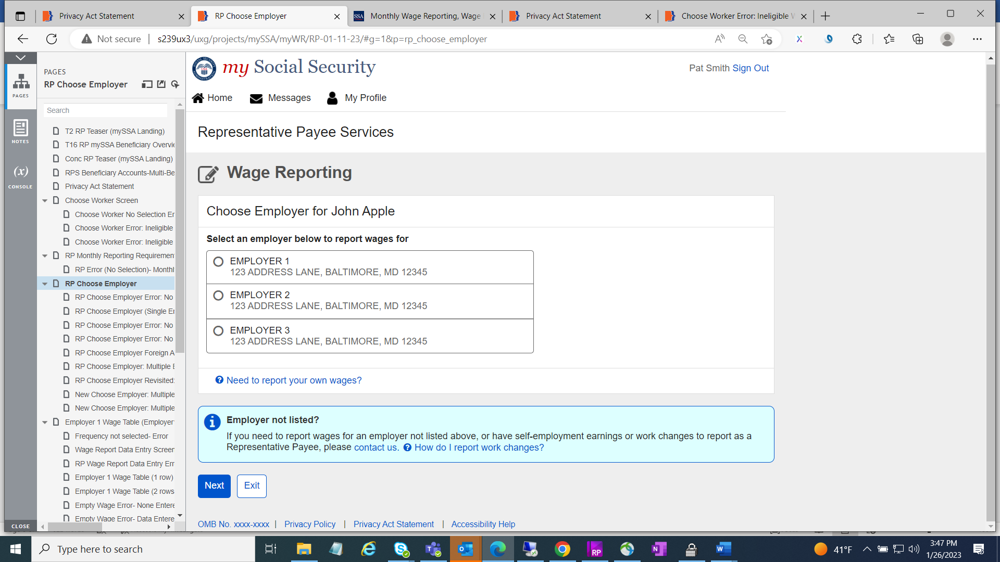 Privacy Act Statement
RP Choose Employer
Monthly Wage Reporting, Wage
Privacy Act Statement
Choose Worker Error: Ineligible
Not secure
s239ux3/uxg/projects/mySSA/myWR/RP-01-11-23/#g=1&p=rp_choose_employer
PAGES
NOTES
(x)
CONSOLE
CLOSE
PAGES
RP Choose Employer
Search
T2 RP Teaser (mySSA Landing)
T16 RP mySSA Beneficiary Overvie
Conc RP Teaser (mySSA Landing)
RPS Beneficiary Accounts-Multi-Be
Privacy Act Statement
Choose Worker Screen
Choose Worker No Selection Er
Choose Worker Error: Ineligible
Choose Worker Error: Ineligible
RP Monthly Reporting Requirement
RP Error (No Selection)- Monthl
RP Choose Employer
RP Choose Employer Error: No
RP Choose Employer (Single Er
RP Choose Employer Error: No
RP Choose Employer Error: No
RP Choose Employer Foreign A
RP Choose Employer: Multiple E
RP Choose Employer Revisited:
New Choose Employer: Multiple
New Choose Employer: Multiple
Employer 1 Wage Table (Employer
Frequency not selected- Error
Wage Report Data Entry Screen
RP Wage Report Data Entry Err
Employer 1 Wage Table (1 row)
Employer 1 Wage Table (2 rows
Empty Wage Error- None Entere
Empty Wage Error- Data Entere
my Social Security
Pat Smith Sign Out
Home Messages My Profile
Representative Payee Services
Wage Reporting
Choose Employer for John Apple
Select an employer below to report wages for
EMPLOYER 1
123 ADDRESS LANE, BALTIMORE, MD 12345
EMPLOYER 2
123 ADDRESS LANE, BALTIMORE, MD 12345
EMPLOYER 3
123 ADDRESS LANE, BALTIMORE, MD 12345
Need to report your own wages?
Employer not listed?
If you need to report wages for an employer not listed above, or have self-employment earnings or work changes to report as a
Representative Payee, please contact us. How do I report work changes?
Next Exit
OMB No. xxxx-xxxx | Privacy Policy | Privacy Act Statement | Accessibility Help
Type here to search
41°F
3:47 PM
1/26/2023